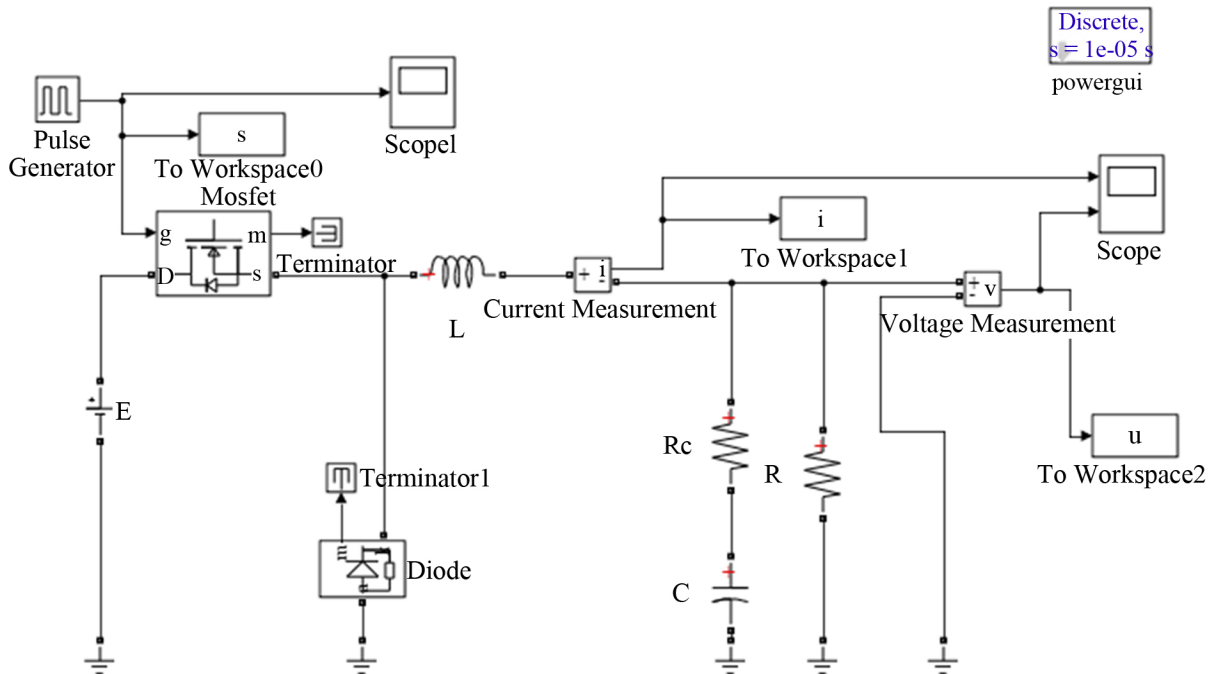 Discrete,
s = 1e-05 s
powergui
Pulse
Generator
Scope1
s
To Workspace0
Mosfet
g
m
D
s
Terminator
L
i
To Workspace1
Scope
+
i
-
Current Measurement
+
v
-
Voltage Measurement
E
Rc
R
u
To Workspace2
Terminator1
m
a
Diode
C